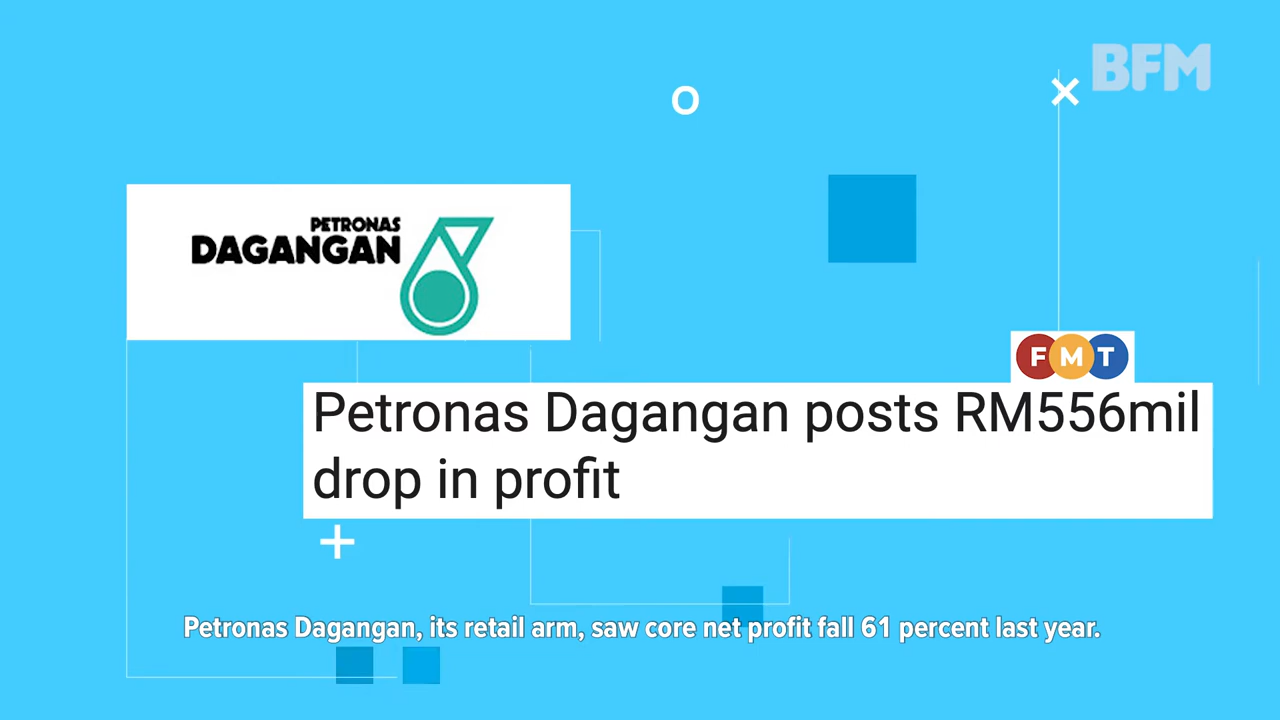 BFM
PETRONAS
DAGANGAN
FMT
Petronas Dagangan posts RM556mil
drop in profit
Petronas Dagangan, its retail arm, saw core net profit fall 61 percent last year.